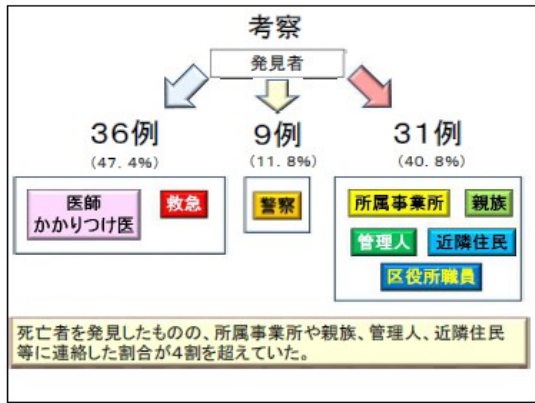 考察
発見者
36例 9例 31例
(47.4%) (11.8%) (40.8%)
医師
かかりつけ医
救急
警察
所属事業所 親族
管理人 近隣住民
区役所職員
死亡者を発見したものの、所属事業所や親族、管理人、近隣住民
等に連絡した割合が4割を超えていた。